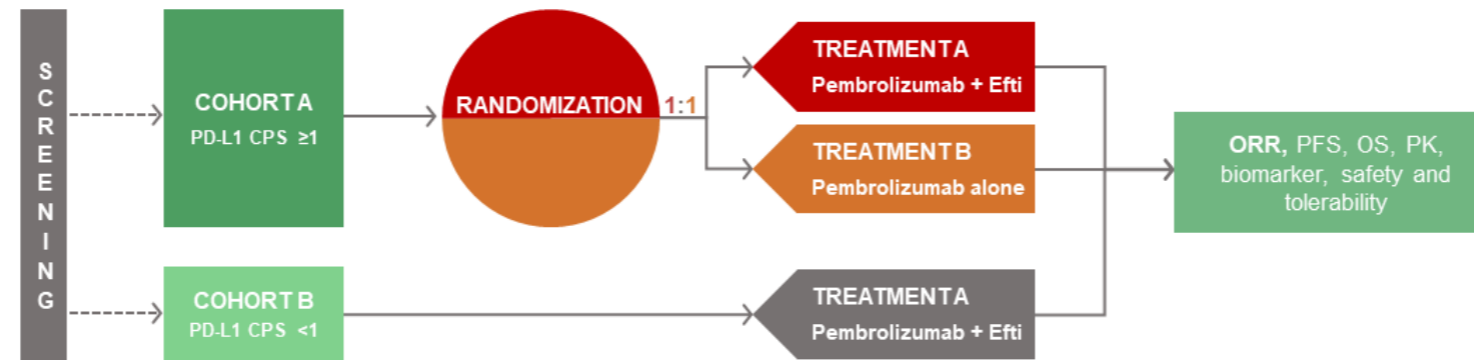 SCREENING
COHORT A
PD-L1 CPS ≥1
RANDOMIZATION
1:1
TREATMENT A
Pembrolizumab + Efti
TREATMENT B
Pembrolizumab alone
ORR, PFS, OS, PK,
biomarker, safety and
tolerability
COHORT B
PD-L1 CPS <1
TREATMENT A
Pembrolizumab + Efti